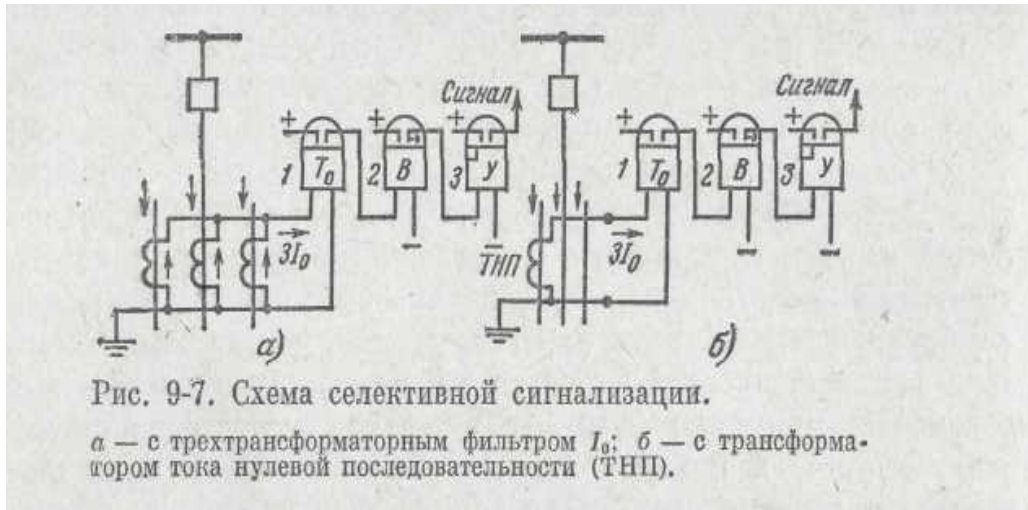 Сигнал
+ + +
1 T₀ 2 В 3 У
3I₀
а)
Сигнал
+ + +
1 T₀ 2 В 3 У
ТНП
3I₀
б)
Рис. 9-7. Схема селективной сигнализации.
а — с трехтрансформаторным фильтром I₀; б — с трансформа-
тором тока нулевой последовательности (ТНП).